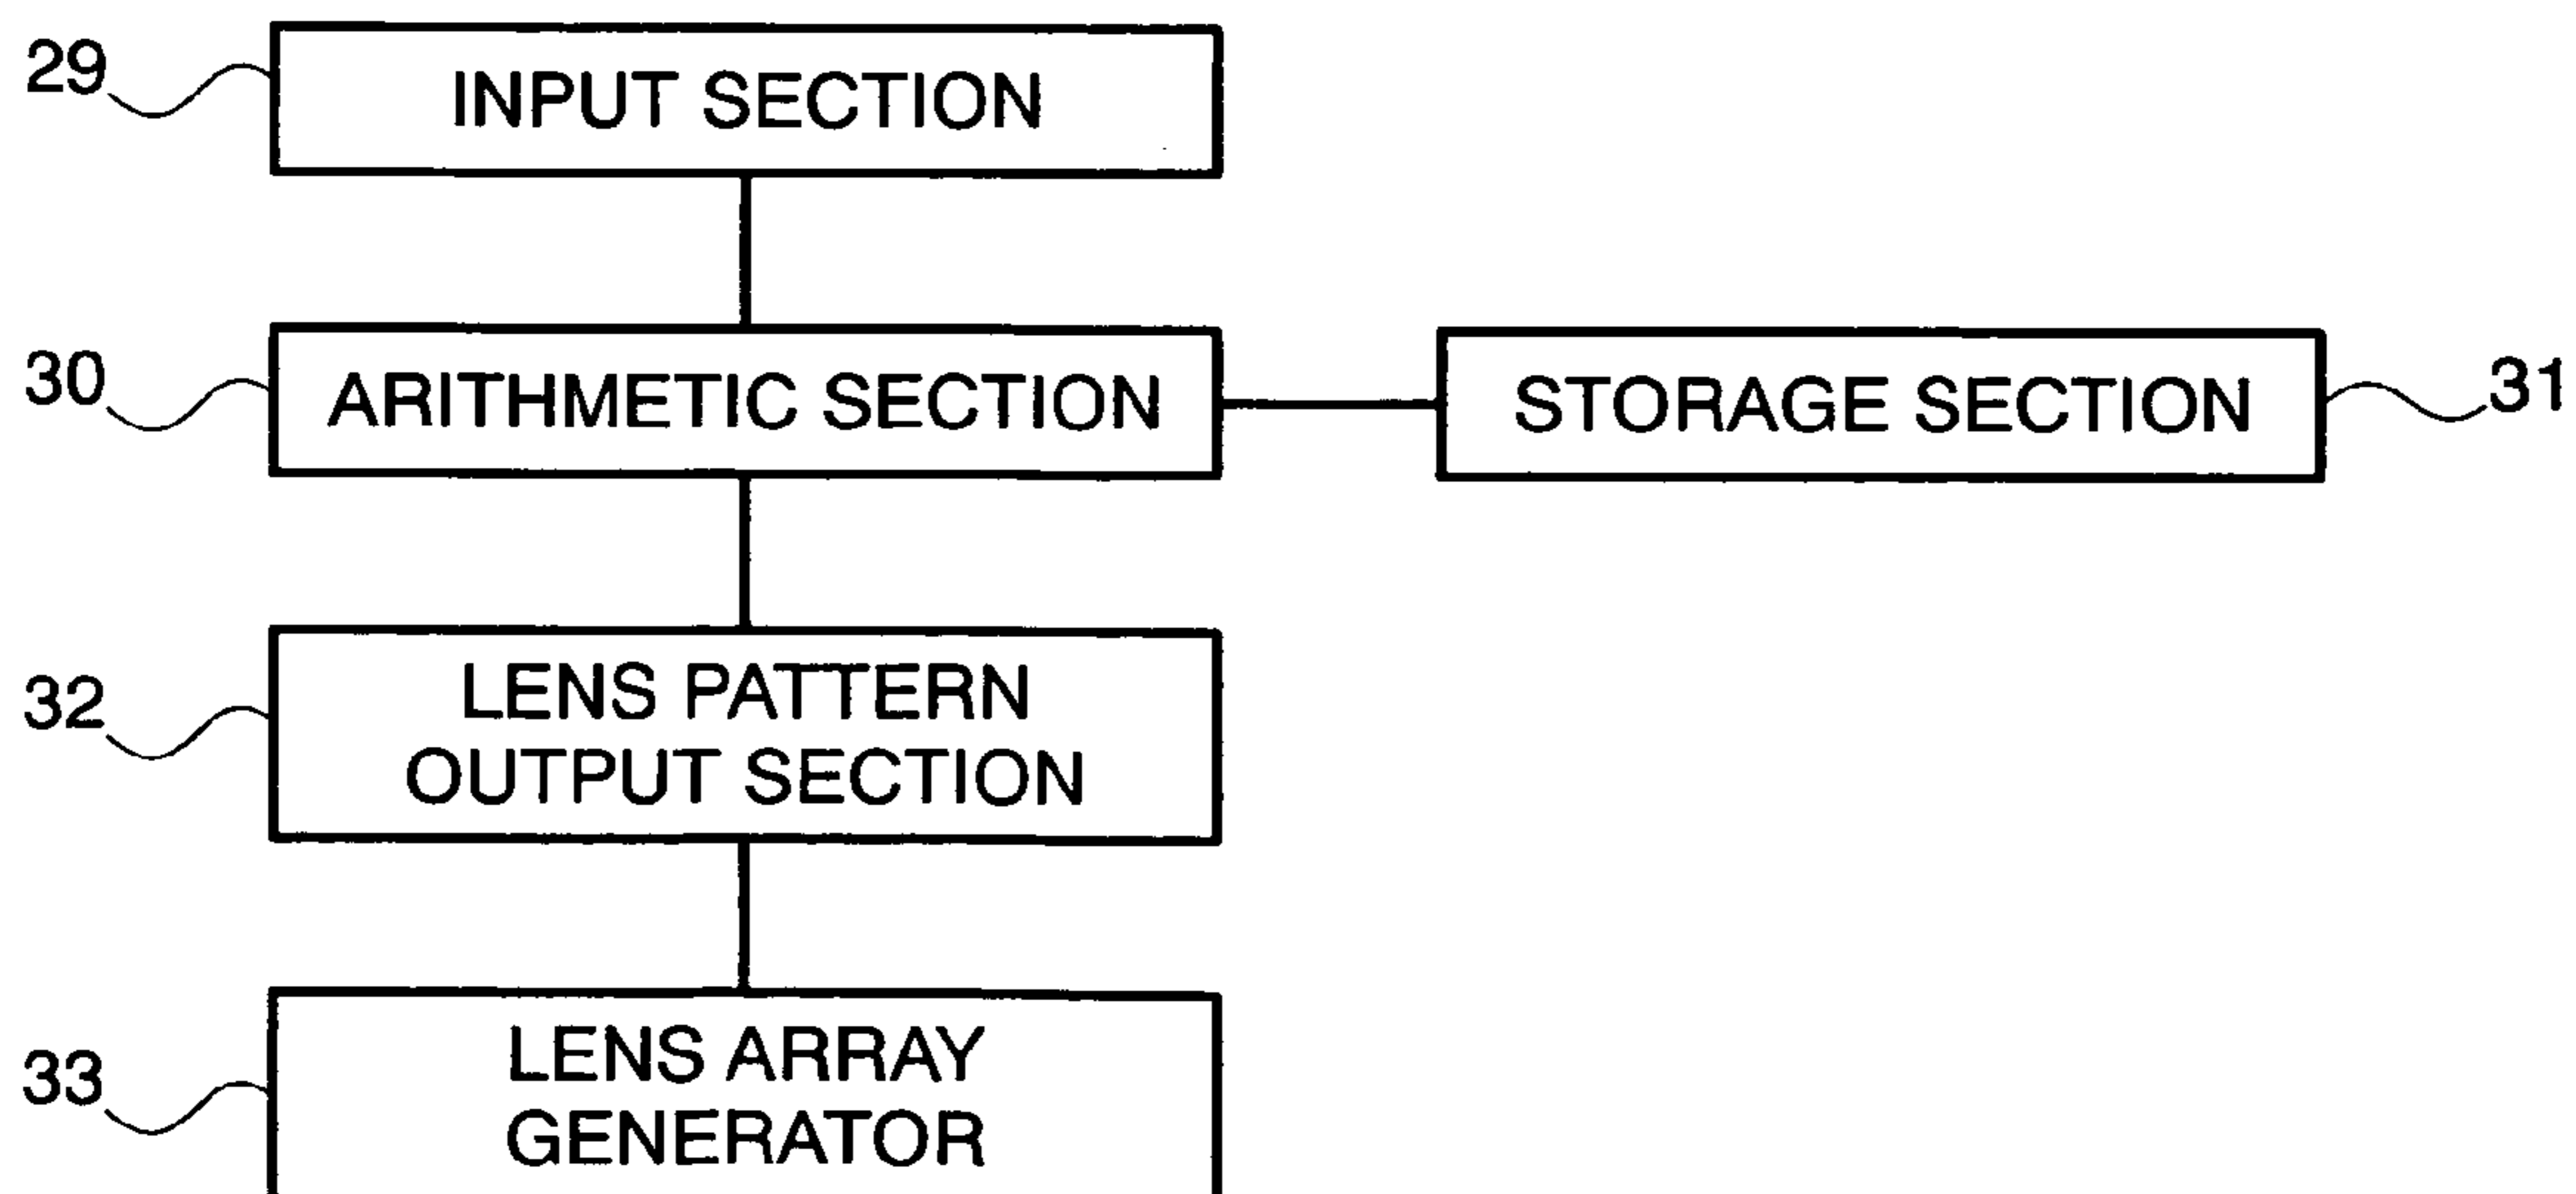 29
INPUT SECTION
30
ARITHMETIC SECTION
STORAGE SECTION
31
32
LENS PATTERN
OUTPUT SECTION
33
LENS ARRAY
GENERATOR